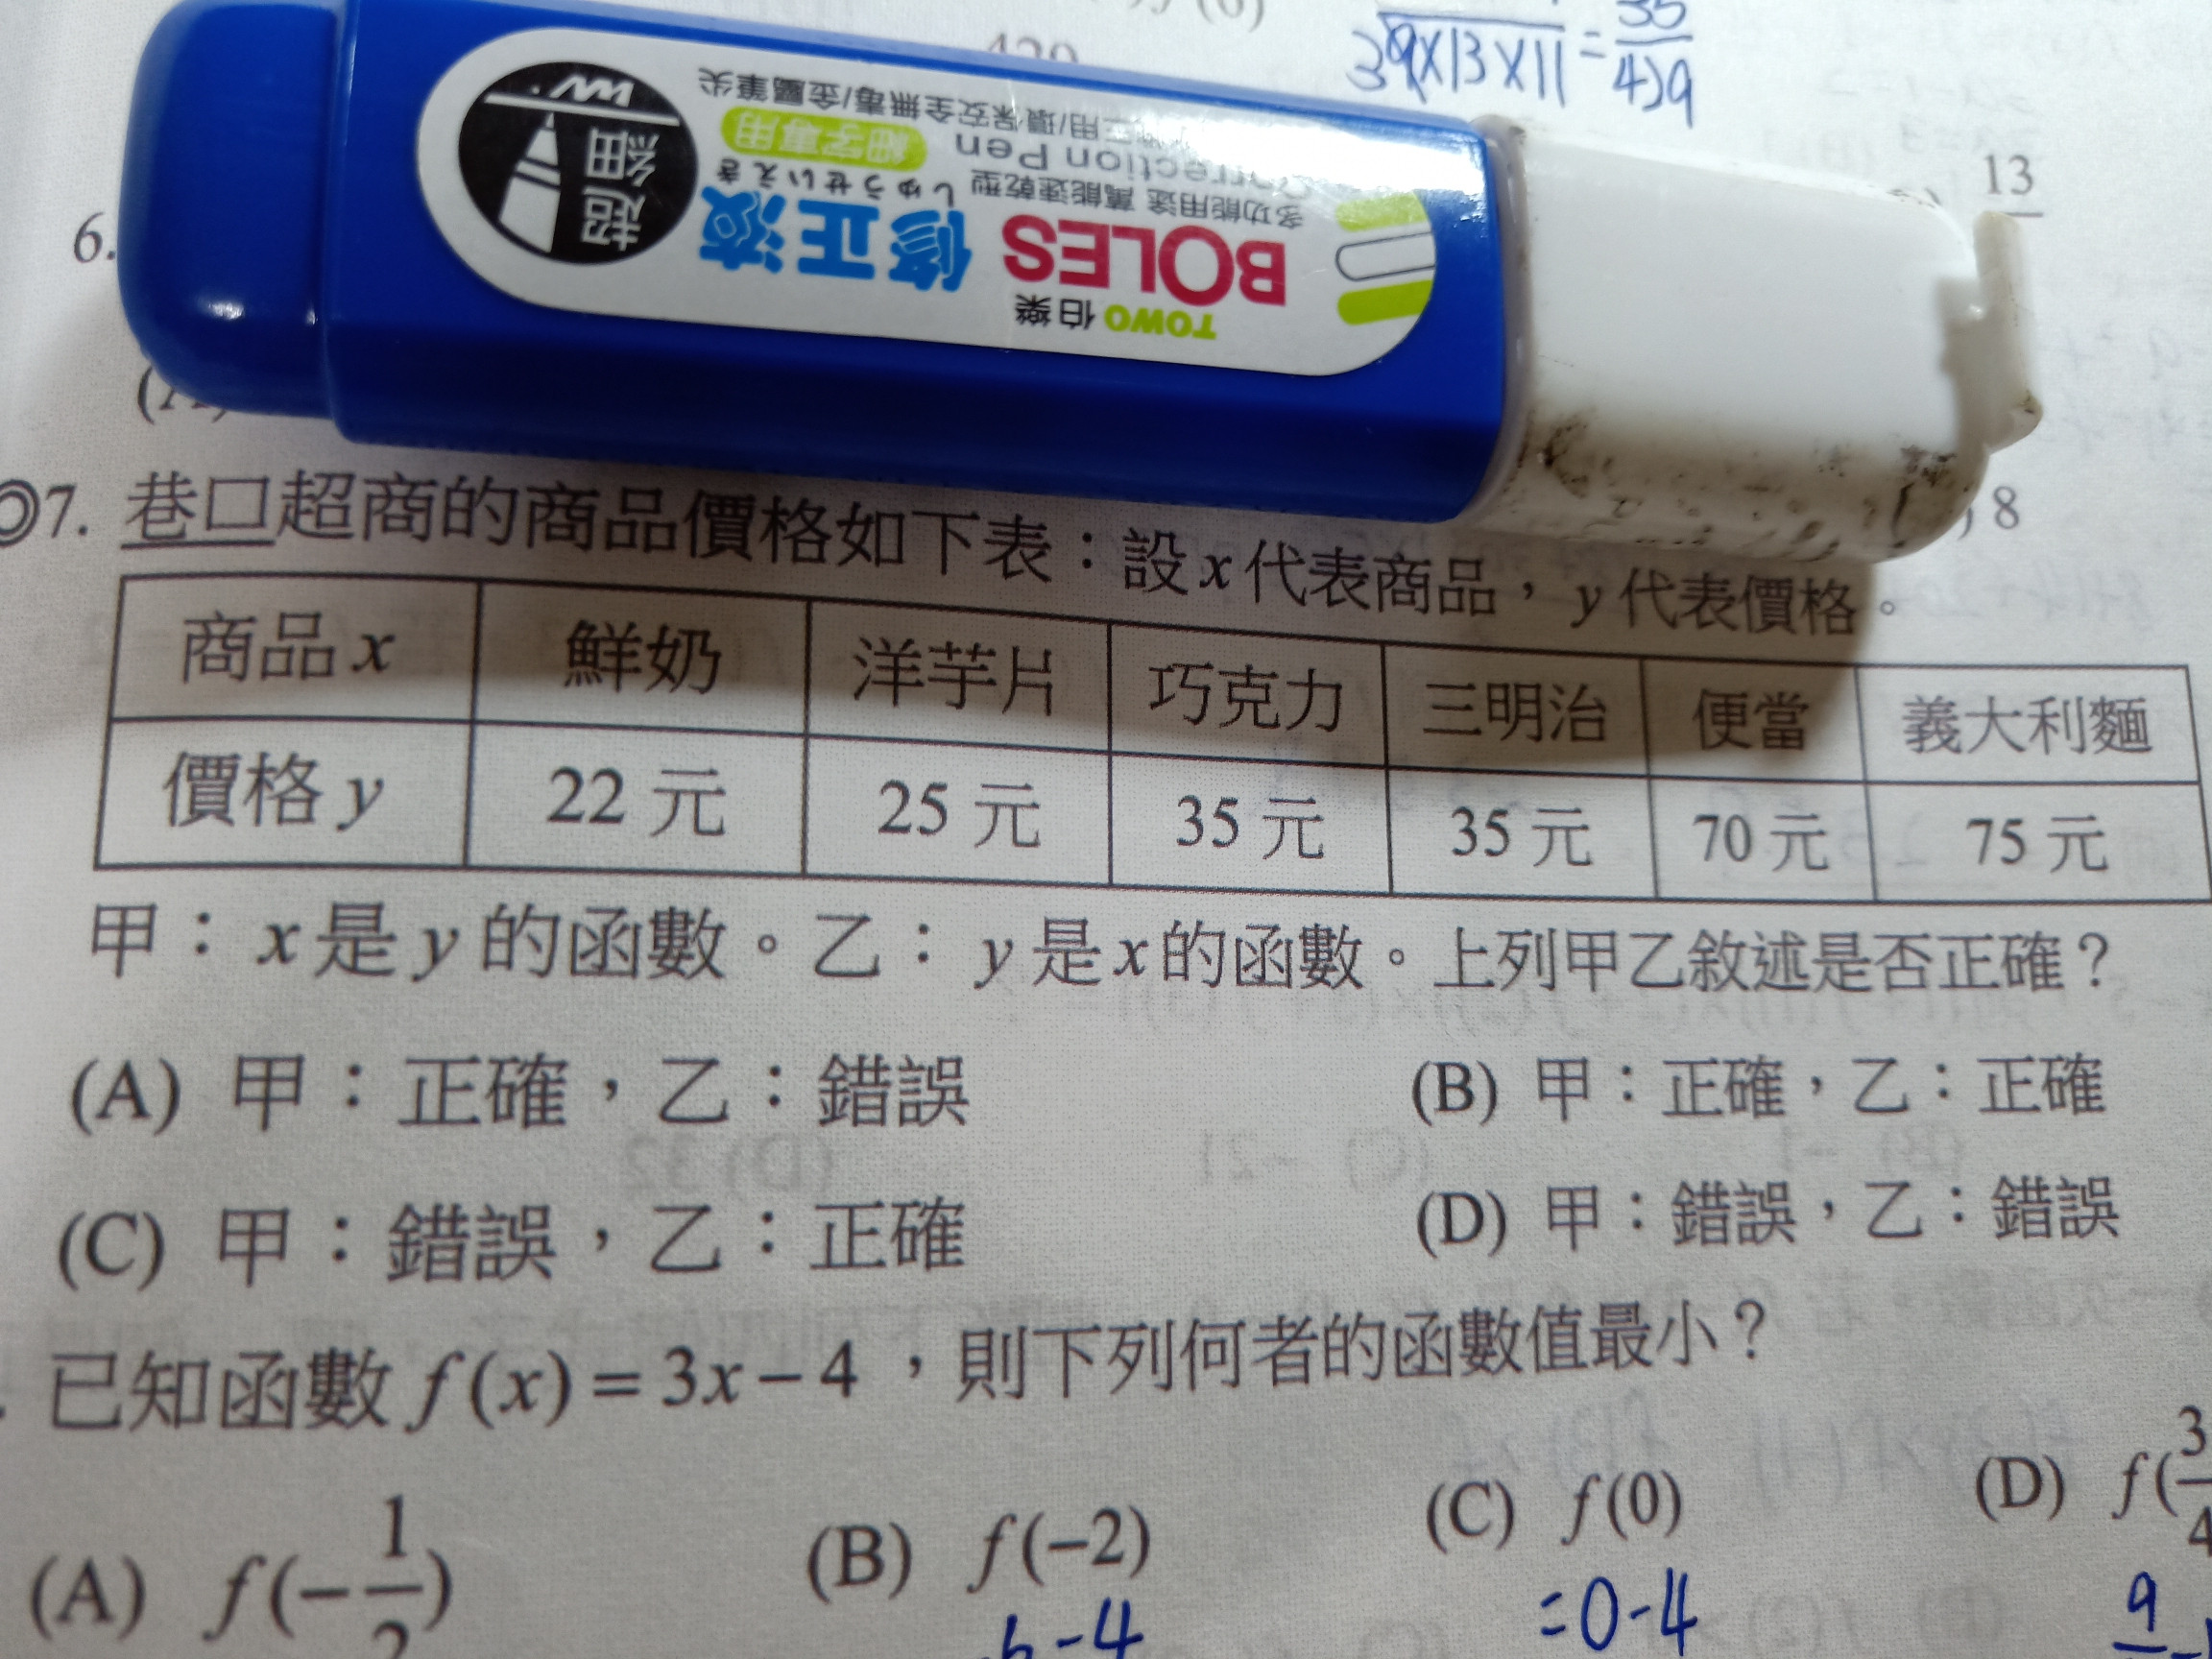 3 9×13×11 = 35/429
13
6.
超細
細字專用
Correction Pen
しゅうせいえき
多功能用途 萬能速乾型
修正液 BOLES
TOWO 伯樂
8
◎7. 巷口超商的商品價格如下表：設x代表商品，y代表價格。
商品x 鮮奶 洋芋片 巧克力 三明治 便當 義大利麵
價格y 22元 25元 35元 35元 70元 75元
甲：x是y的函數。乙：y是x的函數。上列甲乙敘述是否正確？
(A) 甲：正確，乙：錯誤 (B) 甲：正確，乙：正確
(C) 甲：錯誤，乙：正確 (D) 甲：錯誤，乙：錯誤
已知函數f(x)=3x−4，則下列何者的函數值最小？
(A) f(−1/2) (B) f(−2) (C) f(0) (D) f(3/4
-6-4 =0-4 9